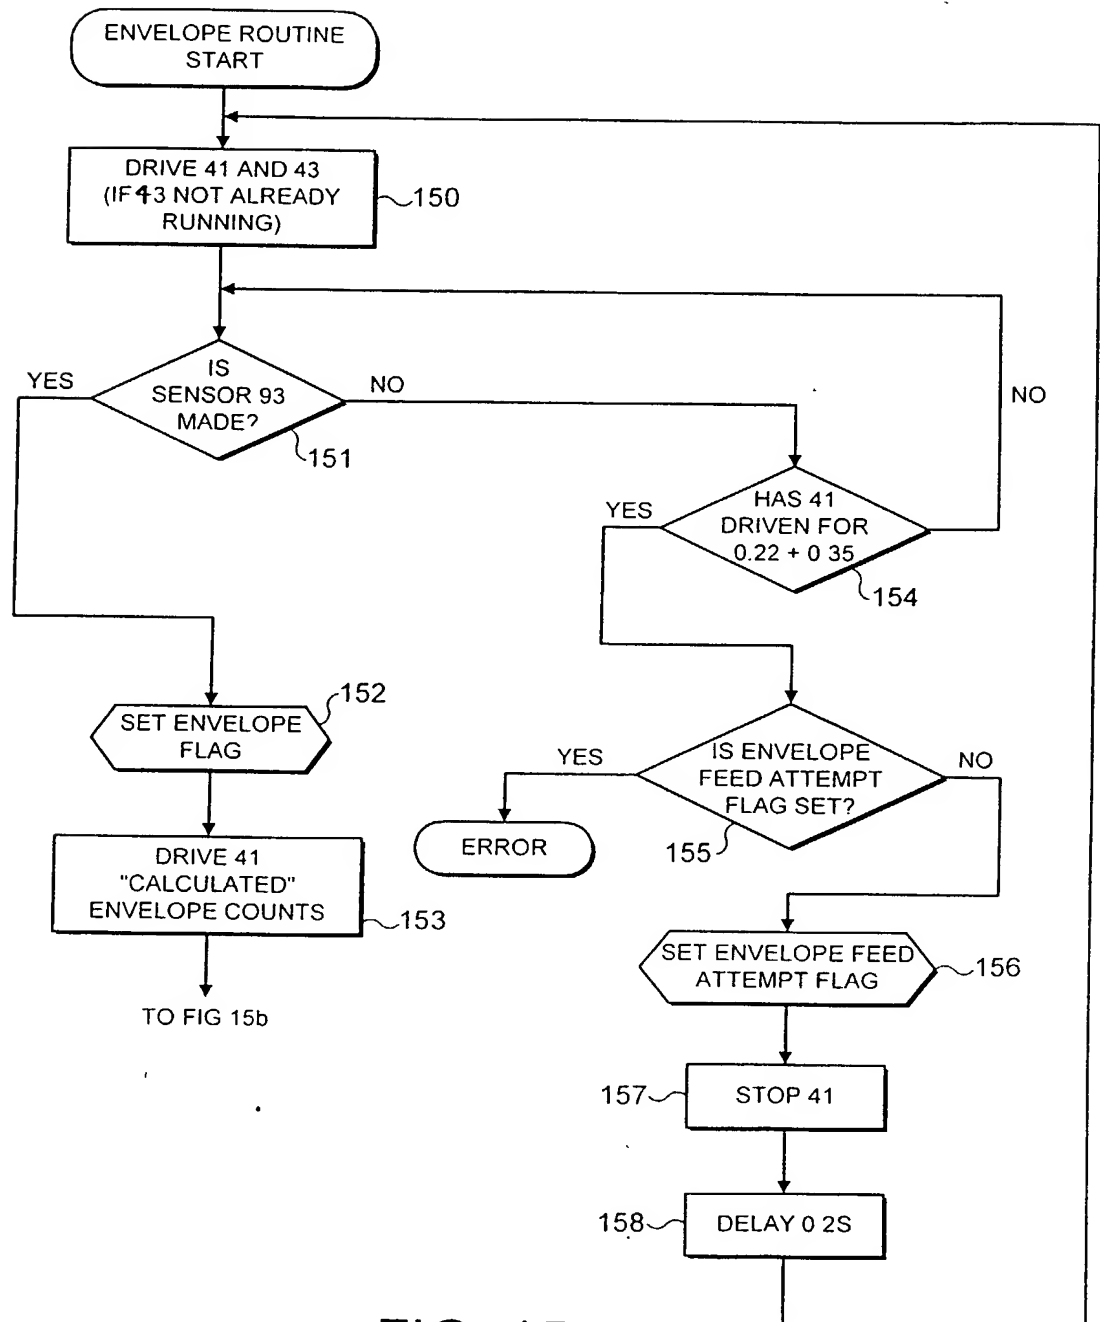 ENVELOPE ROUTINE
START
DRIVE 41 AND 43
(IF 43 NOT ALREADY
RUNNING)
150
IS
SENSOR 93
MADE?
YES
NO
151
HAS 41
DRIVEN FOR
0.22 + 0 35
YES
NO
154
SET ENVELOPE
FLAG
152
IS ENVELOPE
FEED ATTEMPT
FLAG SET?
YES
NO
155
ERROR
DRIVE 41
"CALCULATED"
ENVELOPE COUNTS
153
TO FIG 15b
SET ENVELOPE FEED
ATTEMPT FLAG
156
STOP 41
157
DELAY 0 2S
158